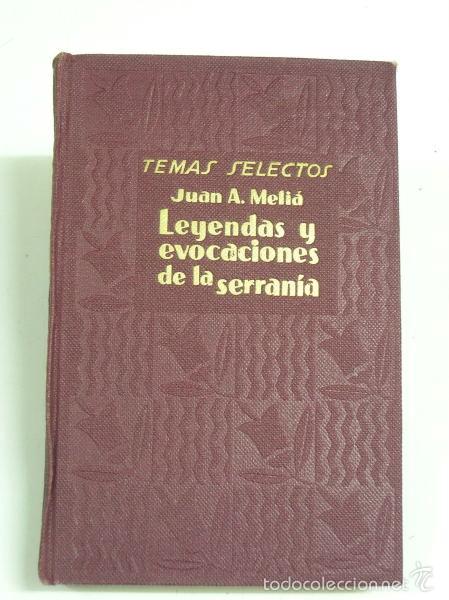 TEMAS SELECTOS
Juan A. Meliá
Leyendas y
evocaciones
de la serranía
todocoleccion.net